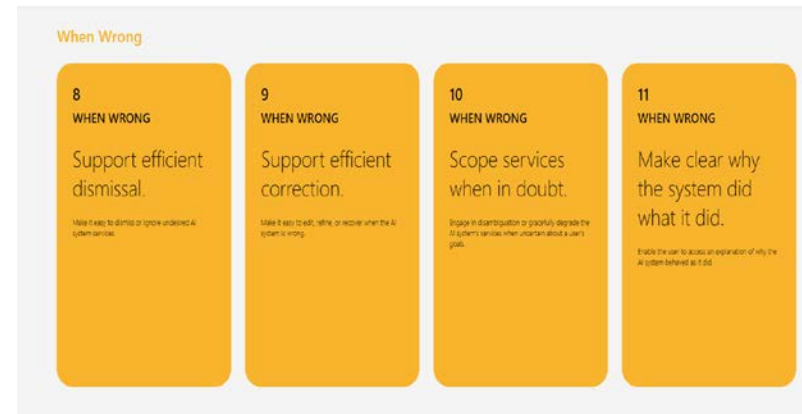 When Wrong
8
WHEN WRONG
Support efficient
dismissal.
Make it easy to dismiss or ignore undesired AI
system services.
9
WHEN WRONG
Support efficient
correction.
Make it easy to edit, refine, or recover when the AI
system is wrong.
10
WHEN WRONG
Scope services
when in doubt.
Engage in disambiguation or gracefully degrade the
AI system's services when uncertain about a user's
goals.
11
WHEN WRONG
Make clear why
the system did
what it did.
Enable the user to access an explanation of why the
AI system behaved as it did.